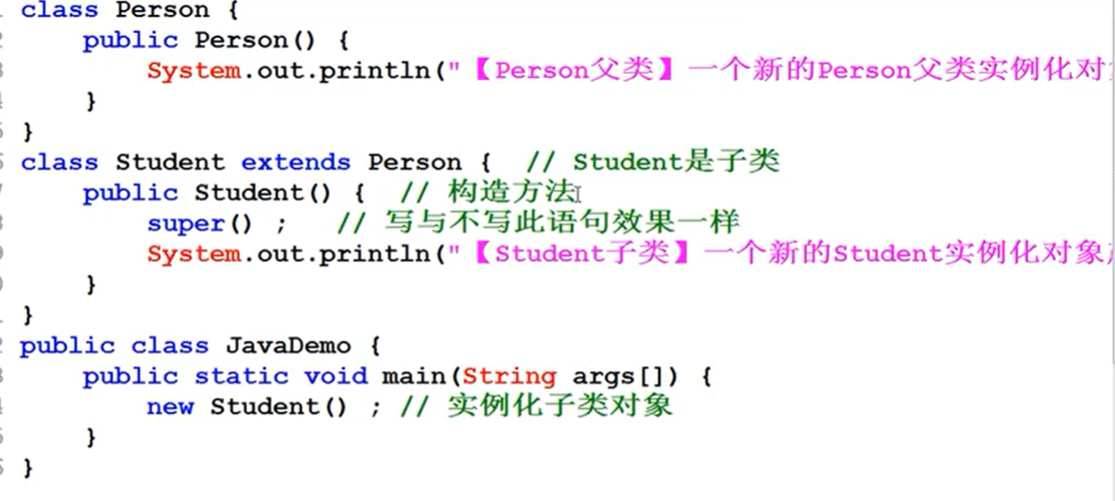 class Person {
public Person() {
System.out.println("【Person父类】一个新的Person父类实例化对
}
}
class Student extends Person { // Student是子类
public Student() { // 构造方法
super() ; // 写与不写此语句效果一样
System.out.println("【Student子类】一个新的Student实例化对象
}
}
public class JavaDemo {
public static void main(String args[]) {
new Student() ; // 实例化子类对象
}
}